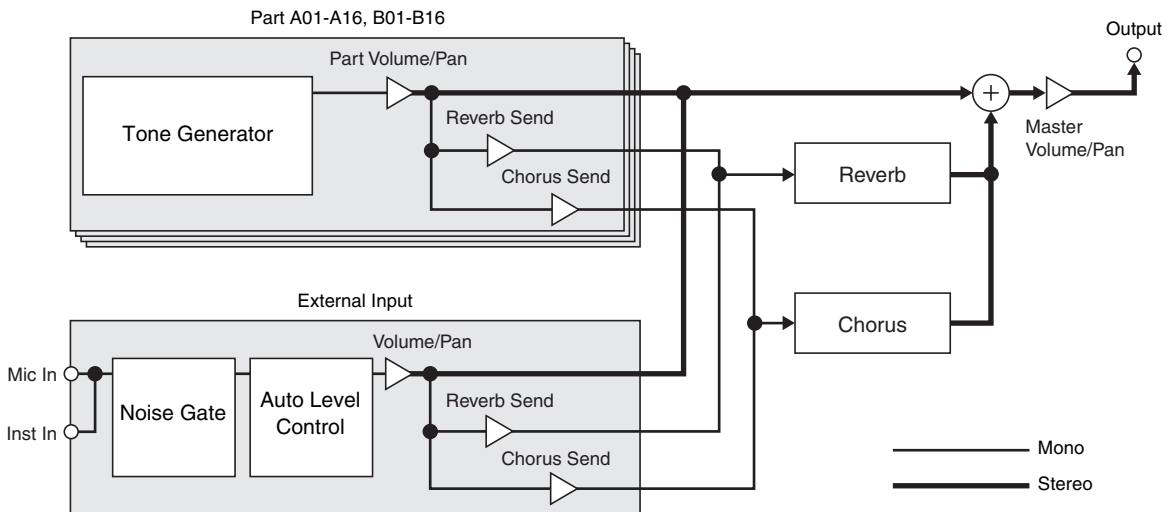 Part A01-A16, B01-B16
Output
Part Volume/Pan
Tone Generator
Reverb Send
Chorus Send
Master
Volume/Pan
Reverb
External Input
Chorus
Volume/Pan
Mic In
Inst In
Noise Gate
Auto Level
Control
Reverb Send
Chorus Send
Mono
Stereo